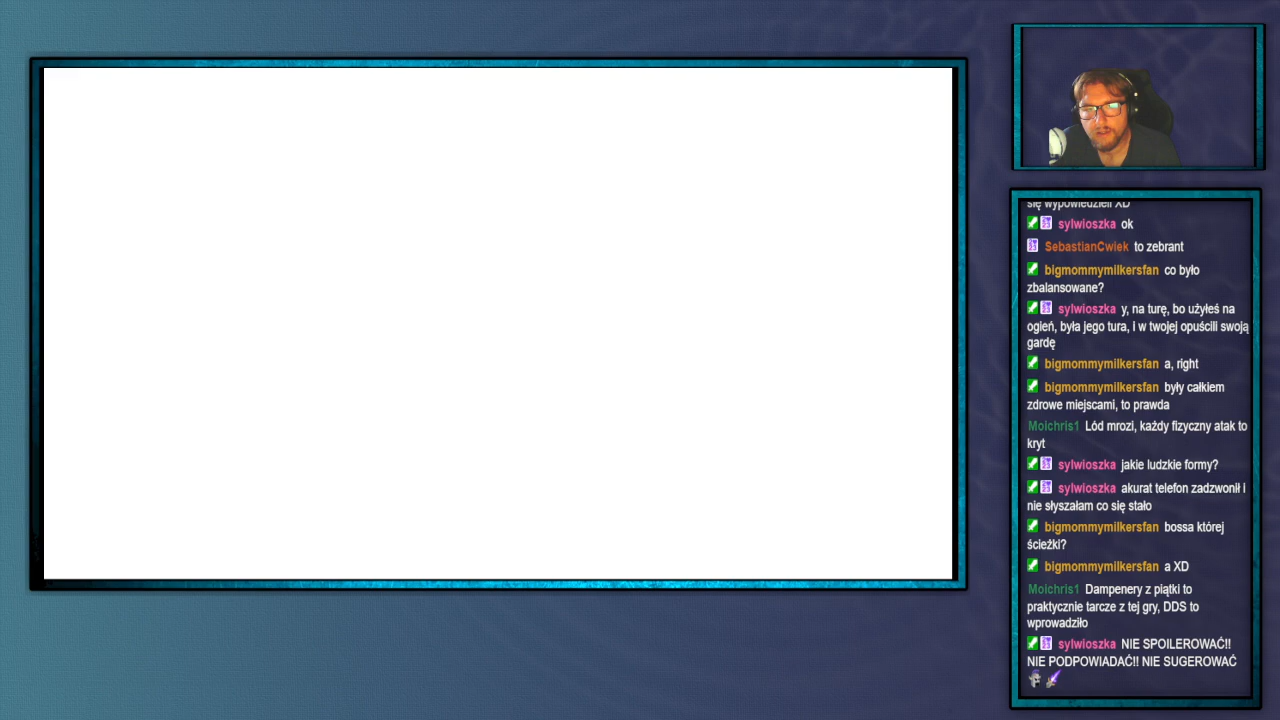 się wypowiedzieli XD
sylwioszka ok
SebastianCwiek to zebrant
bigmommymilkersfan co było
zbalansowane?
sylwioszka y, na turę, bo użyłeś na
ogień, była jego tura, i w twojej opuścili swoją
gardę
bigmommymilkersfan a, right
bigmommymilkersfan były całkiem
zdrowe miejscami, to prawda
Moichris1 Lód mrozi, każdy fizyczny atak to
kryt
sylwioszka jakie ludzkie formy?
sylwioszka akurat telefon zadzwonił i
nie słyszałam co się stało
bigmommymilkersfan bossa której
ścieżki?
bigmommymilkersfan a XD
Moichris1 Dampenery z piątki to
praktycznie tarcze z tej gry, DDS to
wprowadziło
sylwioszka NIE SPOILEROWAĆ!!
NIE PODPOWIADAĆ!! NIE SUGEROWAĆ